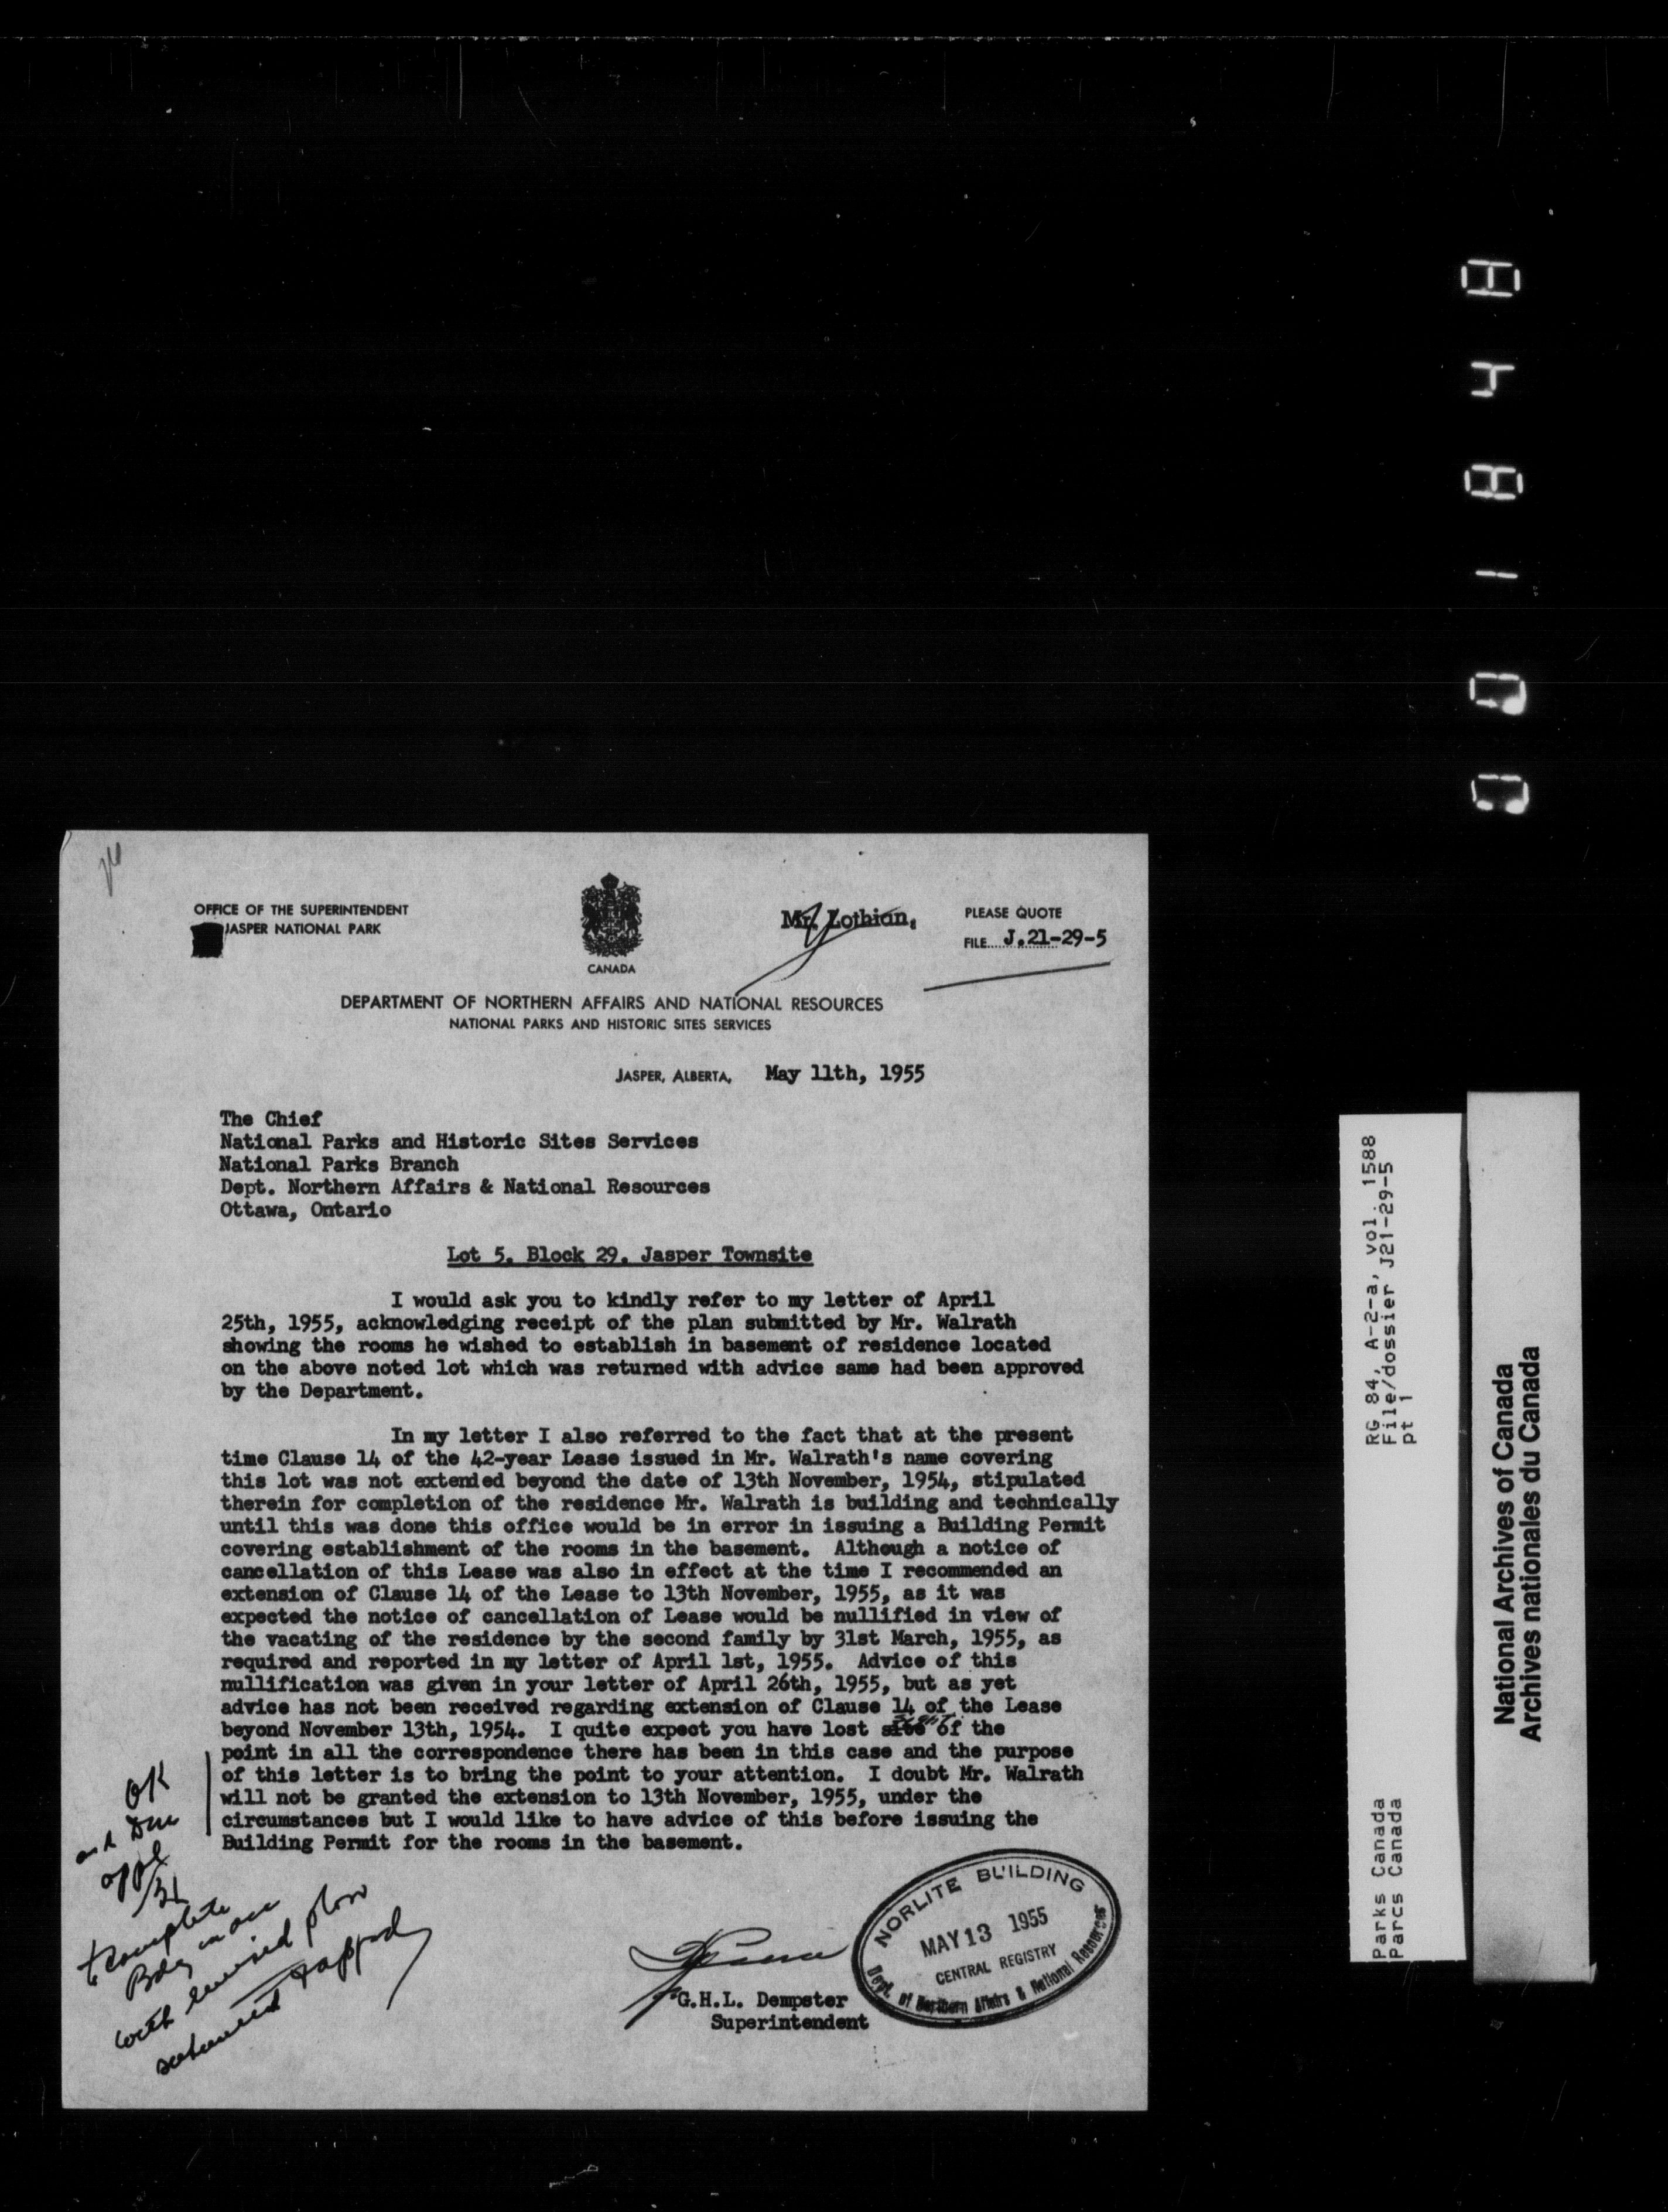 OFFICE OF THE SUPERINTENDENT
JASPER NATIONAL PARK
CANADA
Mr. Lothian,
PLEASE QUOTE
FILE J.21-29-5
DEPARTMENT OF NORTHERN AFFAIRS AND NATIONAL RESOURCES
NATIONAL PARKS AND HISTORIC SITES SERVICES
JASPER, ALBERTA, May 11th, 1955
The Chief
National Parks and Historic Sites Services
National Parks Branch
Dept. Northern Affairs & National Resources
Ottawa, Ontario
Lot 5, Block 29, Jasper Townsite
I would ask you to kindly refer to my letter of April
25th, 1955, acknowledging receipt of the plan submitted by Mr. Walrath
showing the rooms he wished to establish in basement of residence located
on the above noted lot which was returned with advice same had been approved
by the Department.
In my letter I also referred to the fact that at the present
time Clause 14 of the 42-year Lease issued in Mr. Walrath's name covering
this lot was not extended beyond the date of 13th November, 1954, stipulated
therein for completion of the residence Mr. Walrath is building and technically
until this was done this office would be in error in issuing a Building Permit
covering establishment of the rooms in the basement. Although a notice of
cancellation of this Lease was also in effect at the time I recommended an
extension of Clause 14 of the Lease to 13th November, 1955, as it was
expected the notice of cancellation of Lease would be nullified in view of
the vacating of the residence by the second family by 31st March, 1955, as
required and reported in my letter of April 1st, 1955. Advice of this
nullification was given in your letter of April 26th, 1955, but as yet
advice has not been received regarding extension of Clause 14 of the Lease
beyond November 13th, 1954. I quite expect you have lost sight of the
point in all the correspondence there has been in this case and the purpose
of this letter is to bring the point to your attention. I doubt Mr. Walrath
will not be granted the extension to 13th November, 1955, under the
circumstances but I would like to have advice of this before issuing the
Building Permit for the rooms in the basement.
OK
to complete
Bdg in acc
with revised plan
submitted & appd
G.H.L. Dempster
Superintendent
NORLITE BUILDING
MAY 13 1955
CENTRAL REGISTRY
Dept. of Northern Affairs & National Resources
RG 84, A-2-a, vol. 1588
File/dossier J21-29-5
pt 1
Parks Canada
Parcs Canada
National Archives of Canada
Archives nationales du Canada